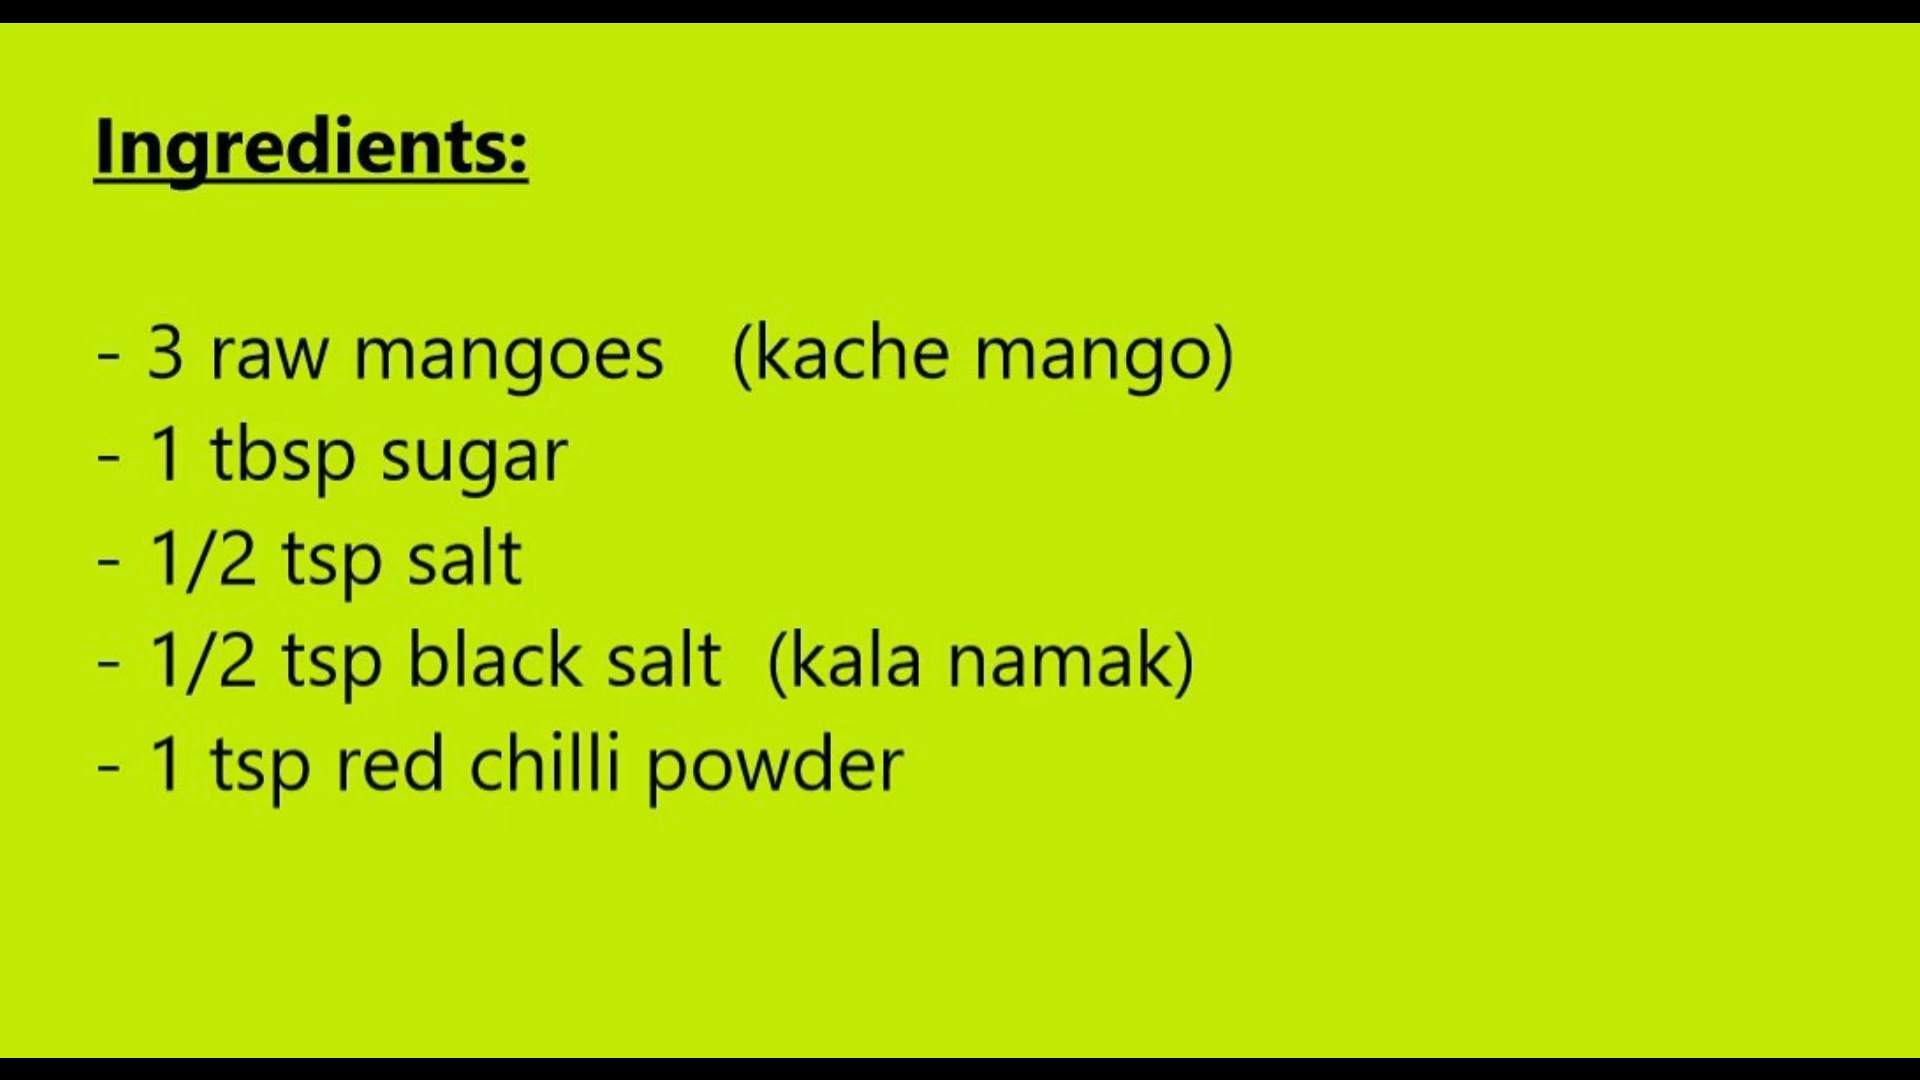 Ingredients:
- 3 raw mangoes (kache mango)
- 1 tbsp sugar
- 1/2 tsp salt
- 1/2 tsp black salt (kala namak)
- 1 tsp red chilli powder